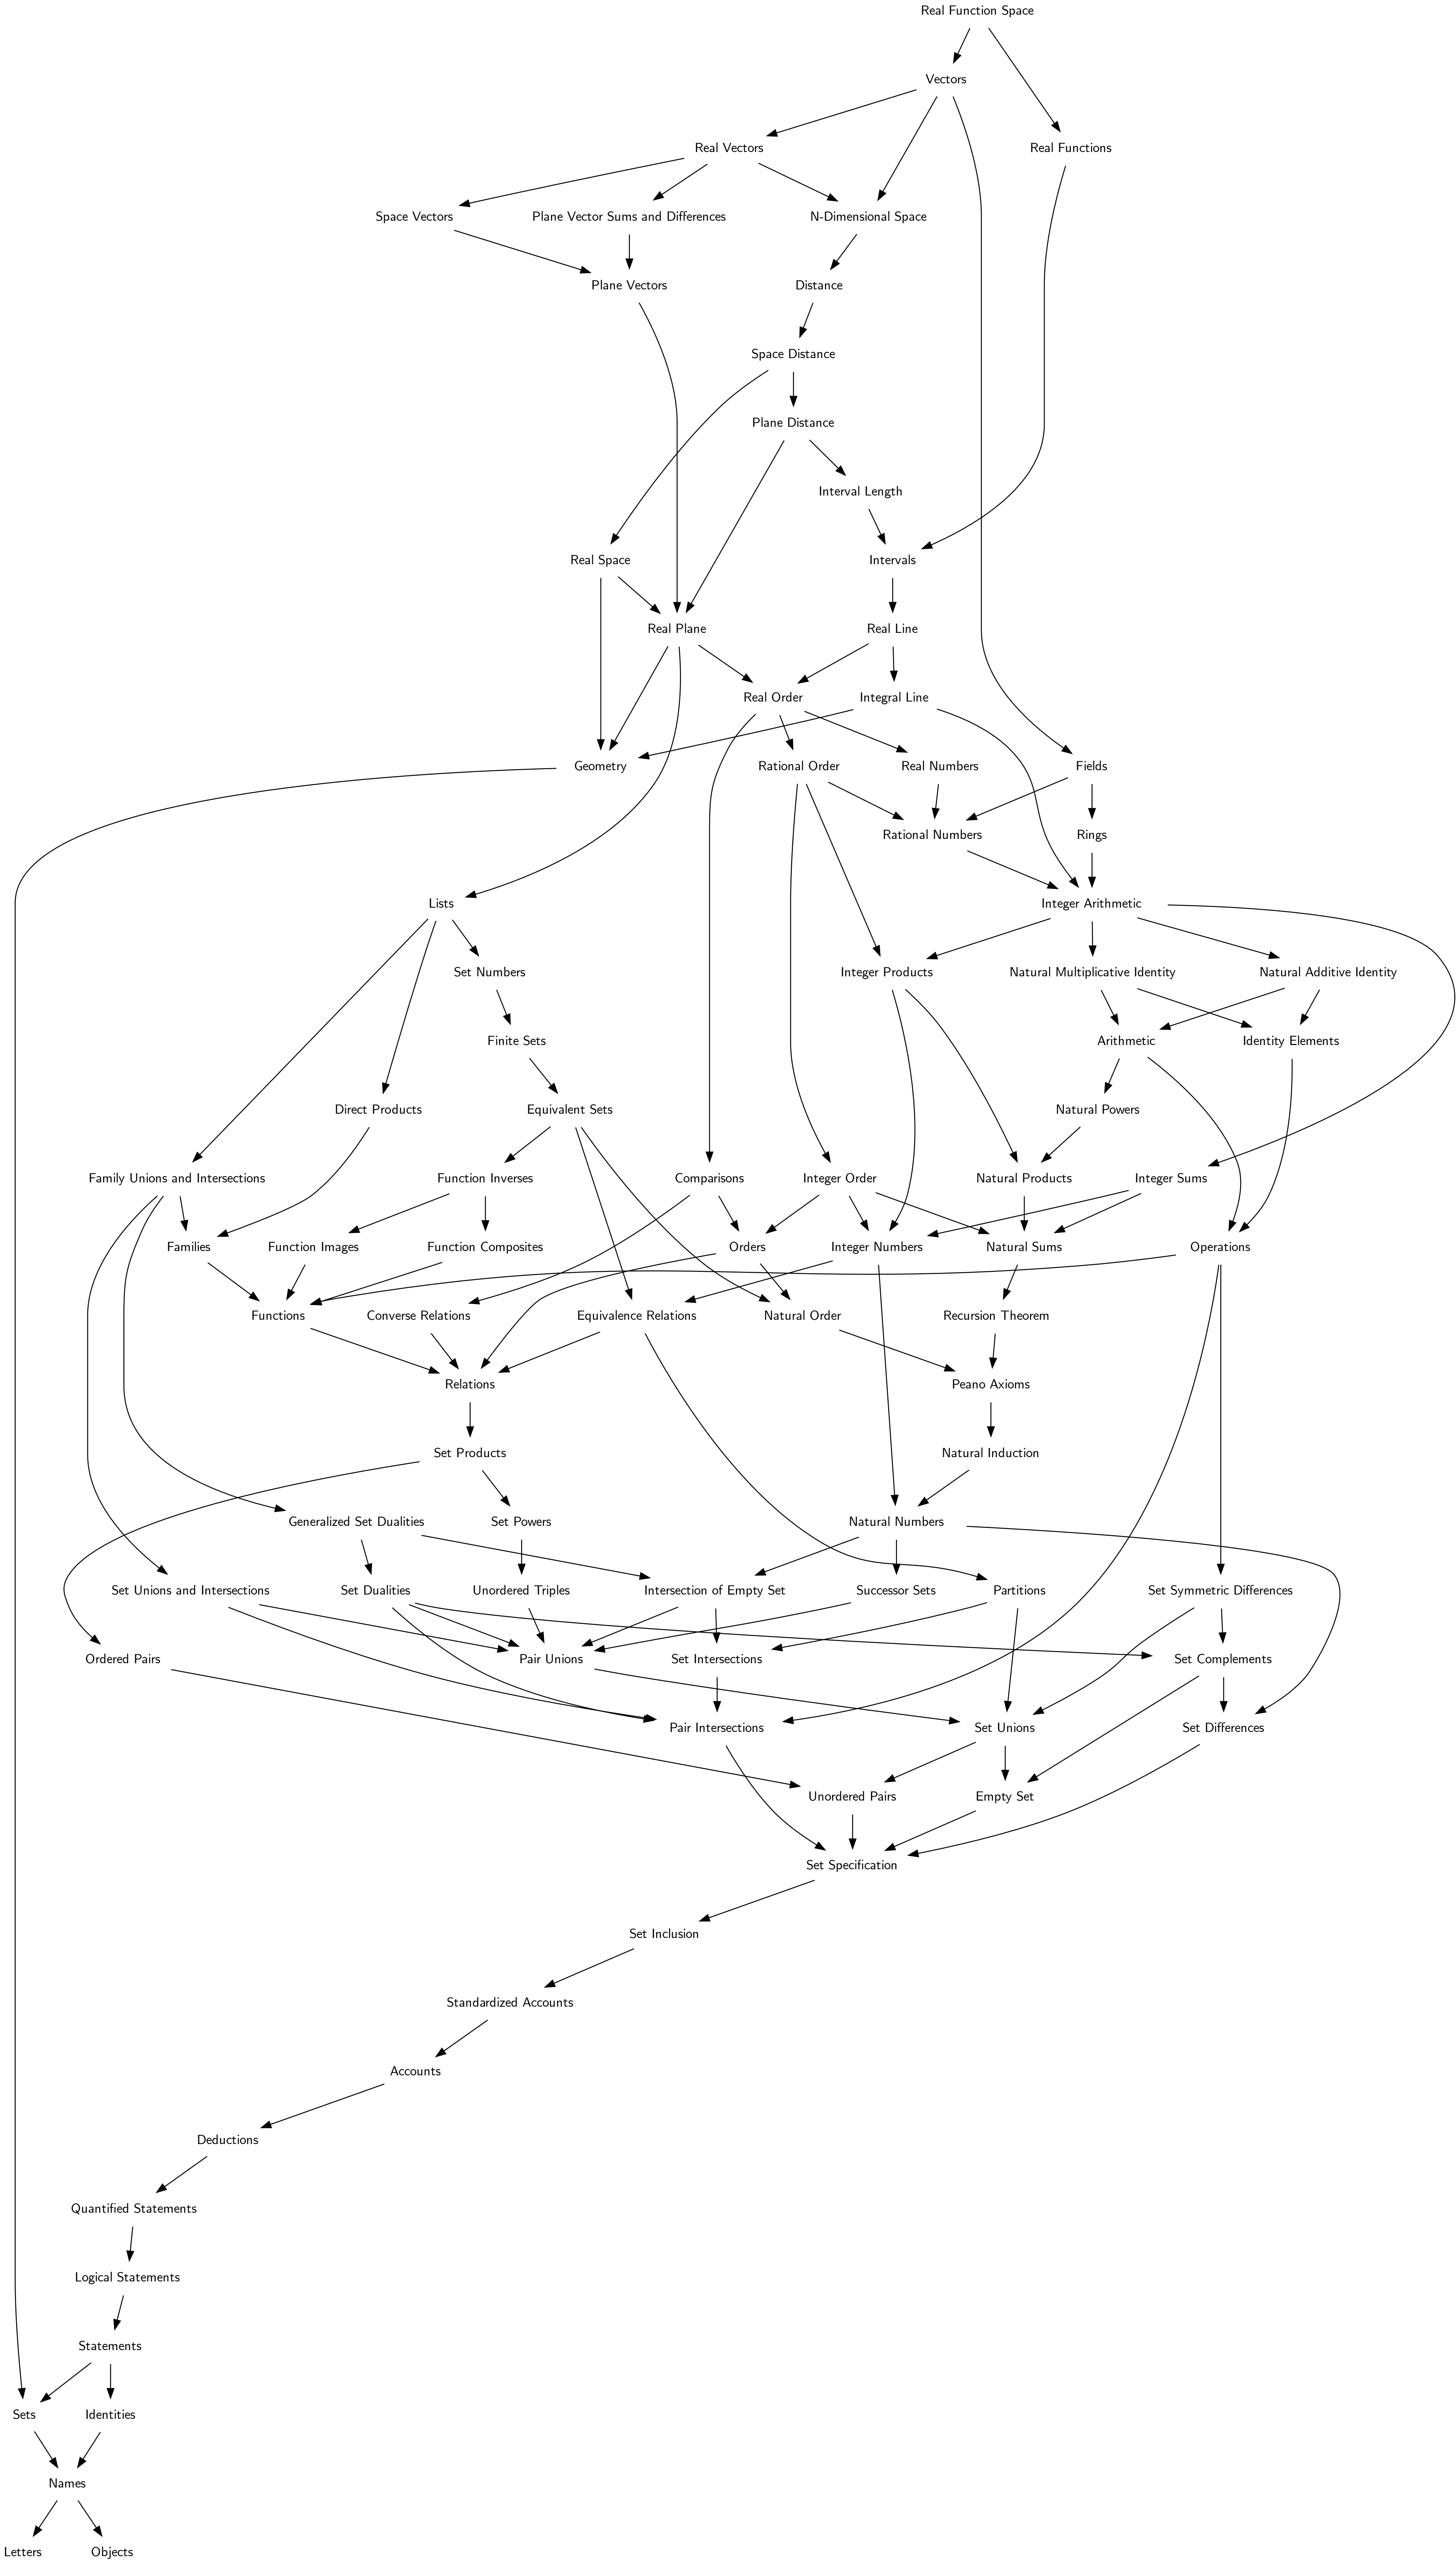 Real Function Space
Vectors
Real Vectors
Real Functions
Space Vectors
Plane Vector Sums and Differences
N-Dimensional Space
Plane Vectors
Distance
Space Distance
Plane Distance
Interval Length
Real Space
Intervals
Real Plane
Real Line
Real Order
Integral Line
Geometry
Rational Order
Real Numbers
Fields
Rational Numbers
Rings
Lists
Integer Arithmetic
Set Numbers
Integer Products
Natural Multiplicative Identity
Natural Additive Identity
Finite Sets
Arithmetic
Identity Elements
Direct Products
Equivalent Sets
Natural Powers
Family Unions and Intersections
Function Inverses
Comparisons
Integer Order
Natural Products
Integer Sums
Families
Function Images
Function Composites
Orders
Integer Numbers
Natural Sums
Operations
Functions
Converse Relations
Equivalence Relations
Natural Order
Recursion Theorem
Relations
Peano Axioms
Set Products
Natural Induction
Generalized Set Dualities
Set Powers
Natural Numbers
Set Unions and Intersections
Set Dualities
Unordered Triples
Intersection of Empty Set
Successor Sets
Partitions
Set Symmetric Differences
Ordered Pairs
Pair Unions
Set Intersections
Set Complements
Pair Intersections
Set Unions
Set Differences
Unordered Pairs
Empty Set
Set Specification
Set Inclusion
Standardized Accounts
Accounts
Deductions
Quantified Statements
Logical Statements
Statements
Sets
Identities
Names
Letters
Objects